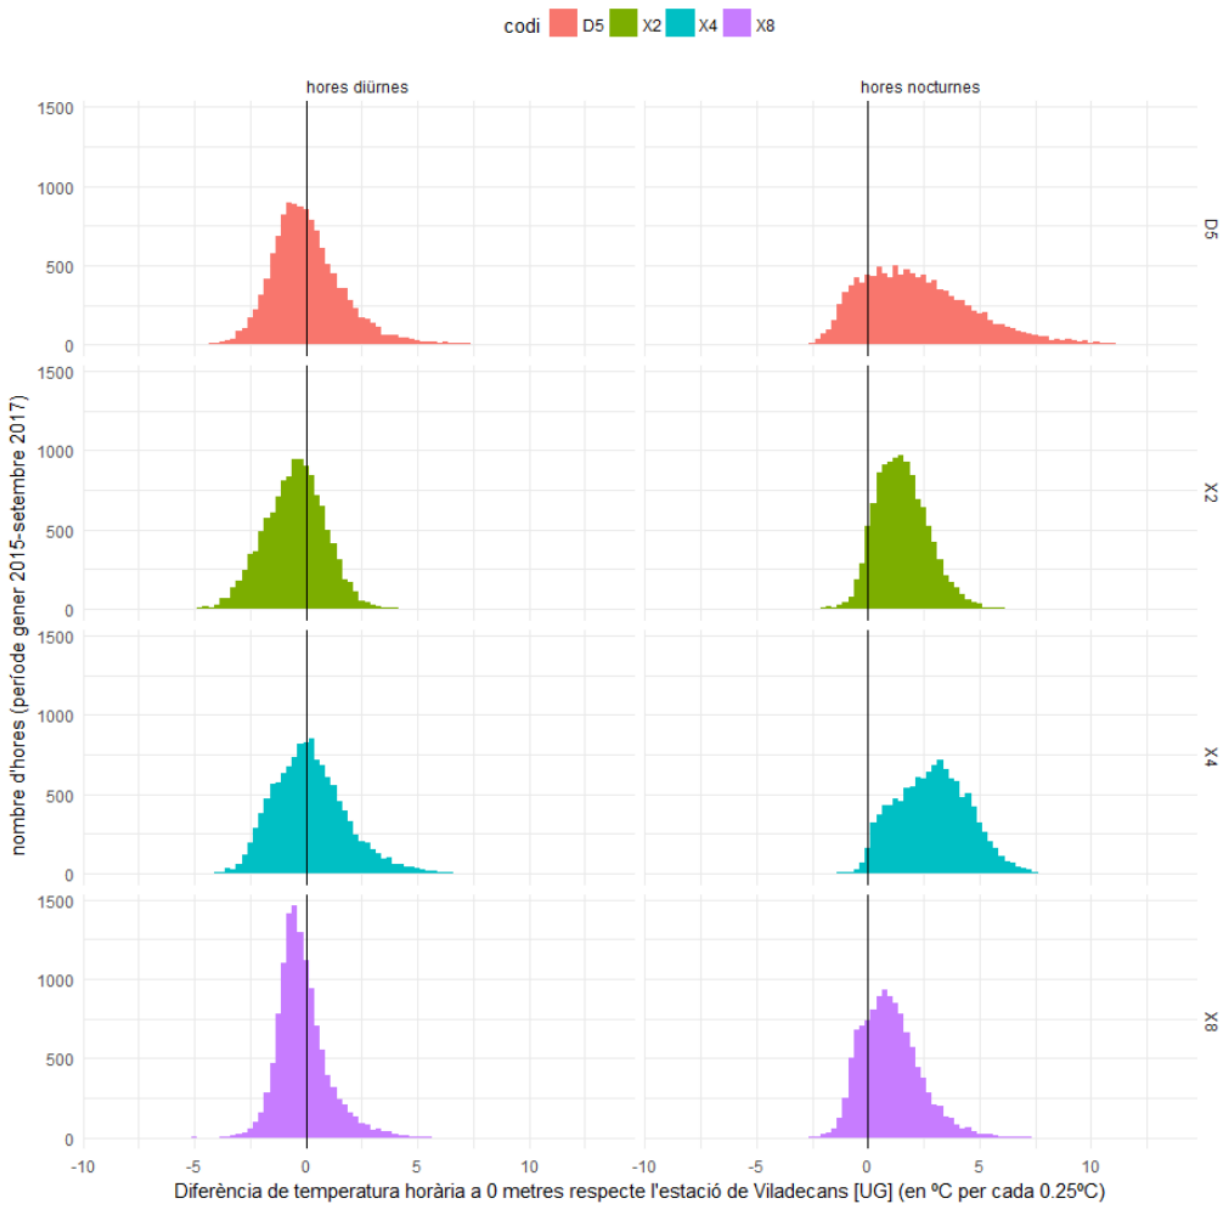 codi D5 X2 X4 X8
hores diürnes hores nocturnes
1500
1000
500
0
D5
1500
1000
500
0
X2
1500
1000
500
0
X4
1500
1000
500
0
X8
nombre d'hores (període gener 2015-setembre 2017)
-10 -5 0 5 10 -10 -5 0 5 10
Diferència de temperatura horària a 0 metres respecte l'estació de Viladecans [UG] (en ºC per cada 0.25ºC)